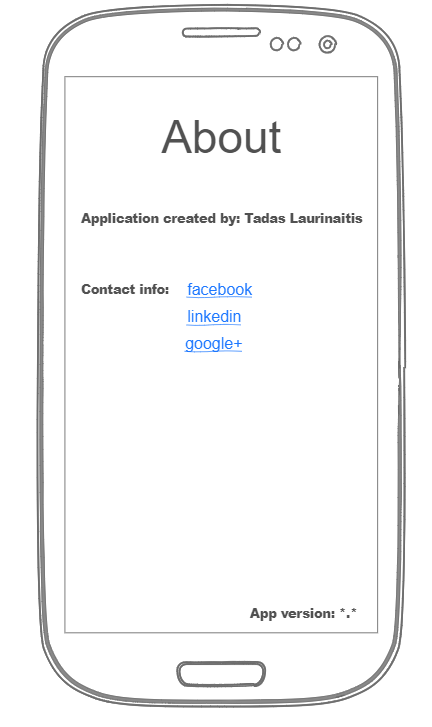 About
Application created by: Tadas Laurinaitis
Contact info: facebook
linkedin
google+
App version: *.*